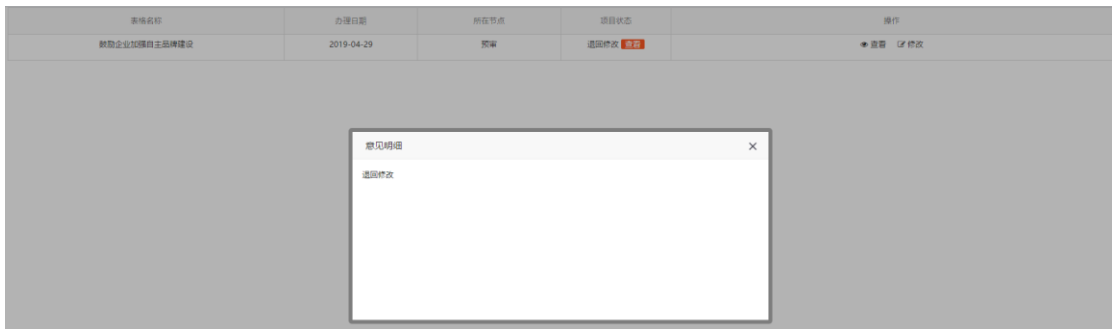 表格名称 办理日期 所在节点 项目状态 操作
鼓励企业加强自主品牌建设 2019-04-29 预审 退回修改 查看 查看 修改
意见明细 ×
退回修改